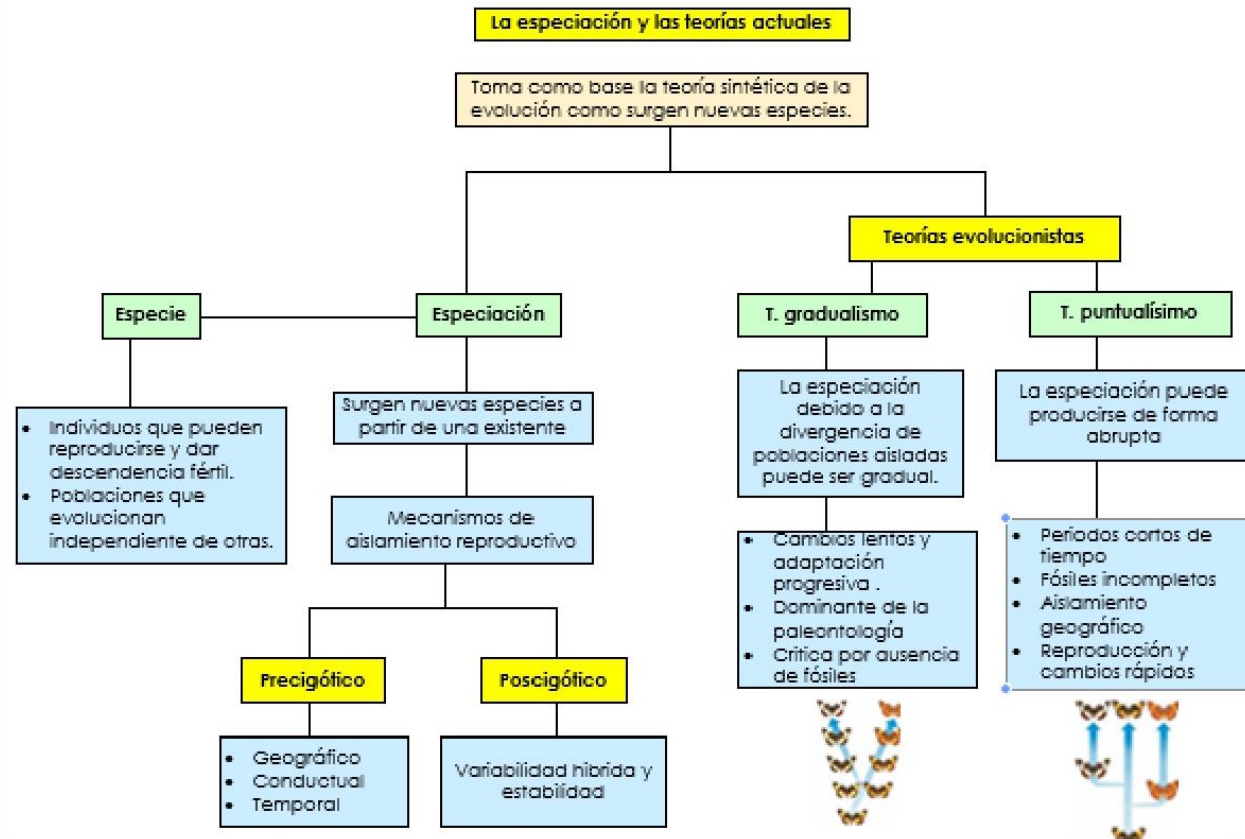 La especiación y las teorías actuales
Toma como base la teoría sintética de la
evolución como surgen nuevas especies.
Teorías evolucionistas
Especie
Especiación
T. gradualismo
T. puntualísimo
• Individuos que pueden
reproducirse y dar
descendencia fértil.
• Poblaciones que
evolucionan
independiente de otras.
Surgen nuevas especies a
partir de una existente
Mecanismos de
aislamiento reproductivo
Precigótico
Poscigótico
• Geográfico
• Conductual
• Temporal
Variabilidad hibrida y
estabilidad
La especiación
debido a la
divergencia de
poblaciones aisladas
puede ser gradual.
• Cambios lentos y
adaptación
progresiva .
• Dominante de la
paleontología
• Critica por ausencia
de fósiles
La especiación puede
producirse de forma
abrupta
• Periodos cortos de
tiempo
• Fósiles incompletos
• Aislamiento
geográfico
• Reproducción y
cambios rápidos